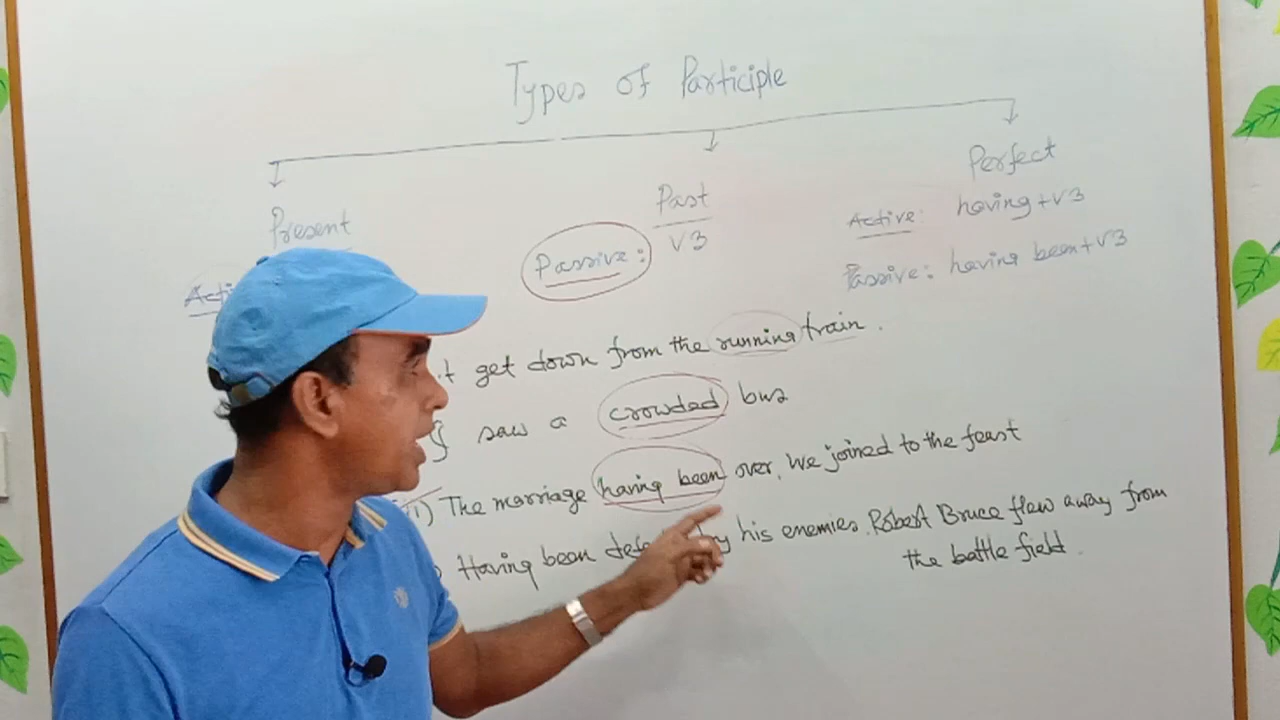 Types of Participle
Present
Past
Perfect
V3
Passive:
Active: having+V3
Passive: having been+V3
get down from the running train.
saw a crowded bus
The marriage having been over, We joined to the feast
Having been by his enemies. Robert Bruce flew away from
the battle field.